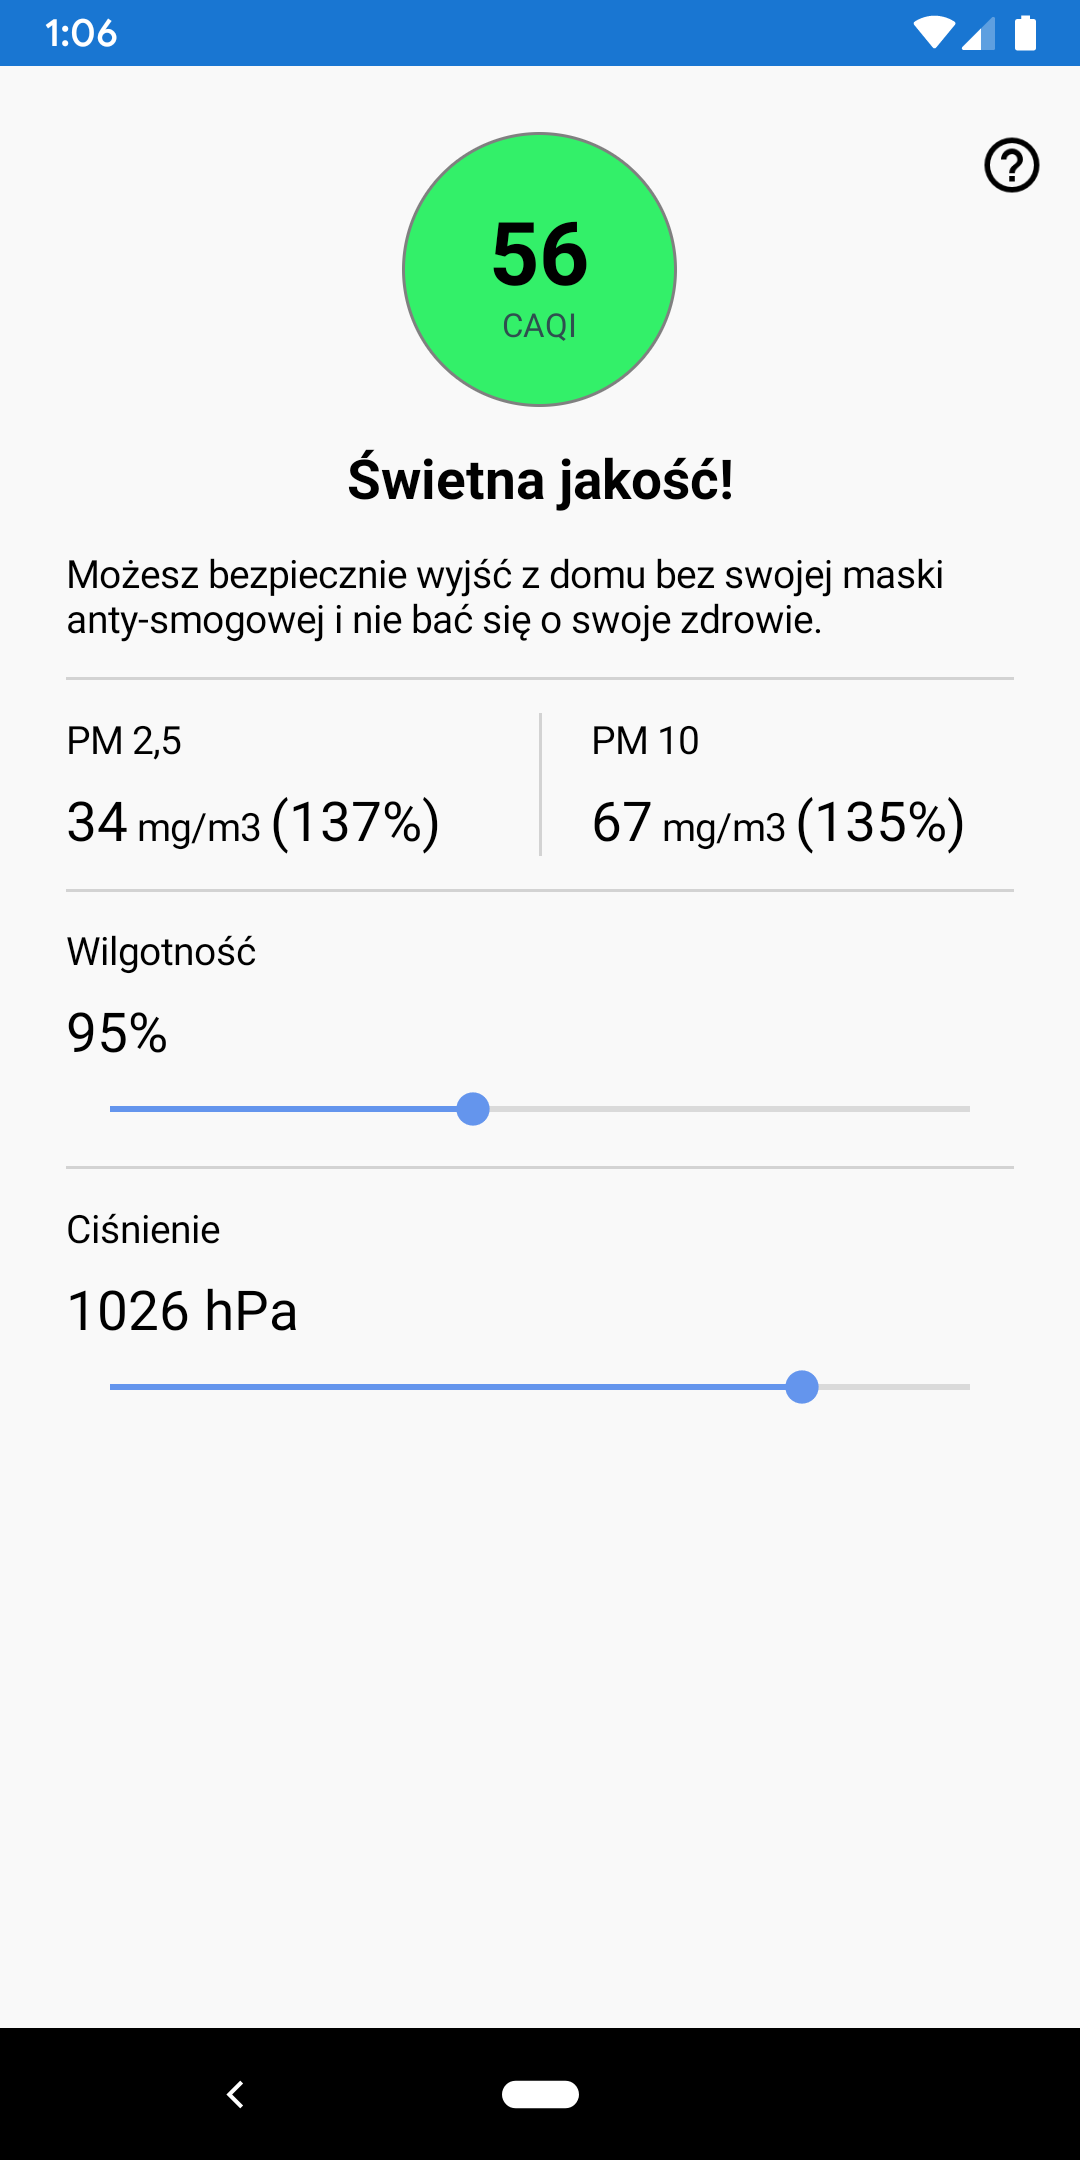 1:06
56
CAQI
Świetna jakość!
Możesz bezpiecznie wyjść z domu bez swojej maski
anty-smogowej i nie bać się o swoje zdrowie.
PM 2,5
34 mg/m3 (137%)
PM 10
67 mg/m3 (135%)
Wilgotność
95%
Ciśnienie
1026 hPa